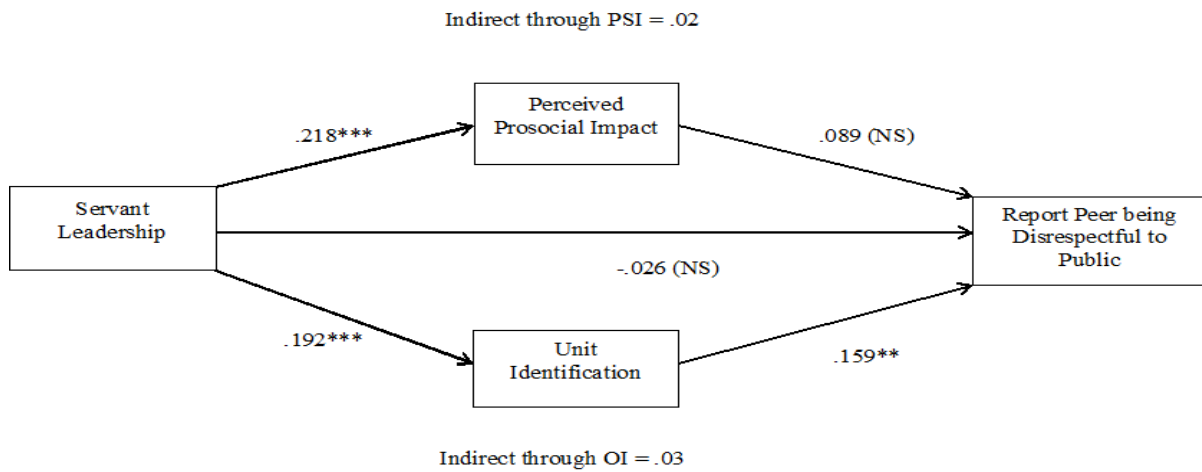 Indirect through PSI = .02
Perceived
Prosocial Impact
.218***
.089 (NS)
Servant
Leadership
Report Peer being
Disrespectful to
Public
-.026 (NS)
.192***
Unit
Identification
.159**
Indirect through OI = .03